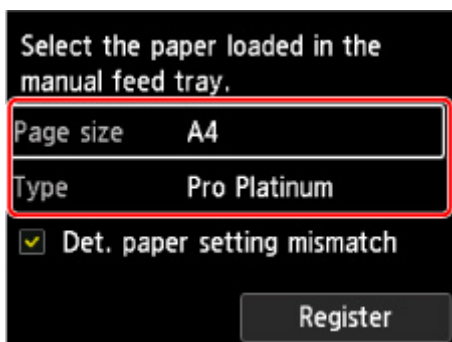 Select the paper loaded in the
manual feed tray.
Page size A4
Type Pro Platinum
Det. paper setting mismatch
Register